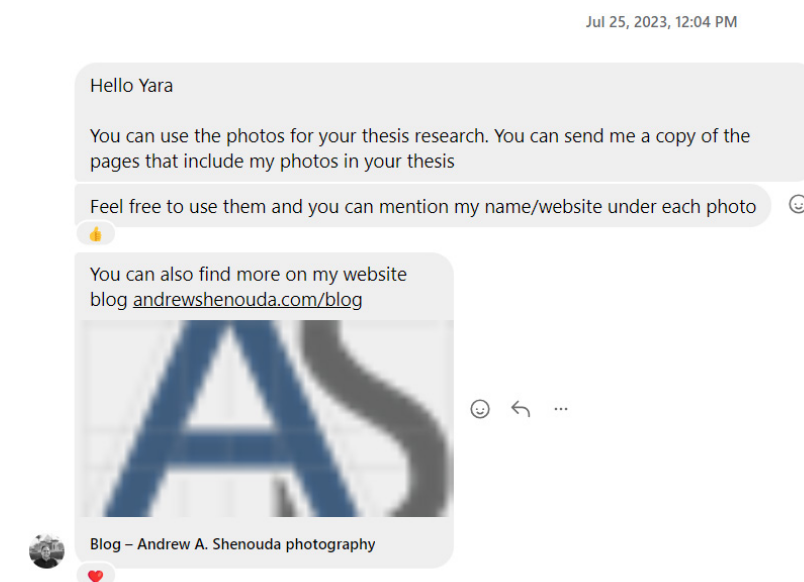 Jul 25, 2023, 12:04 PM
Hello Yara
You can use the photos for your thesis research. You can send me a copy of the
pages that include my photos in your thesis
Feel free to use them and you can mention my name/website under each photo
You can also find more on my website
blog andrewshenouda.com/blog
AS
Blog – Andrew A. Shenouda photography